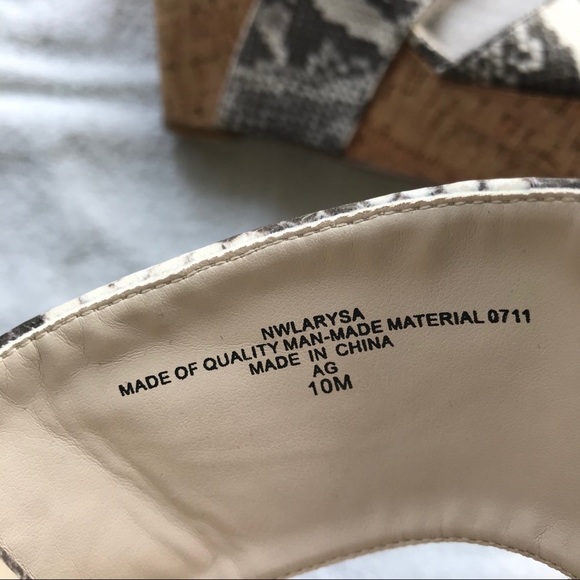 NWLARYSA
MADE OF QUALITY MAN-MADE MATERIAL 0711
MADE IN CHINA
AG
10M